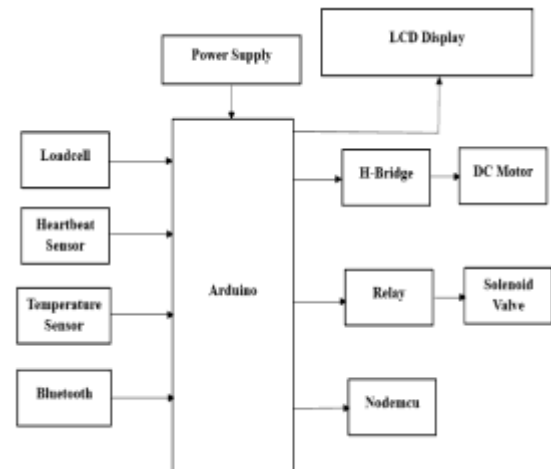 LCD Display
Power Supply
Loadcell
H-Bridge
DC Motor
Heartbeat
Sensor
Arduino
Temperature
Sensor
Relay
Solenoid
Valve
Bluetooth
Nodemcu